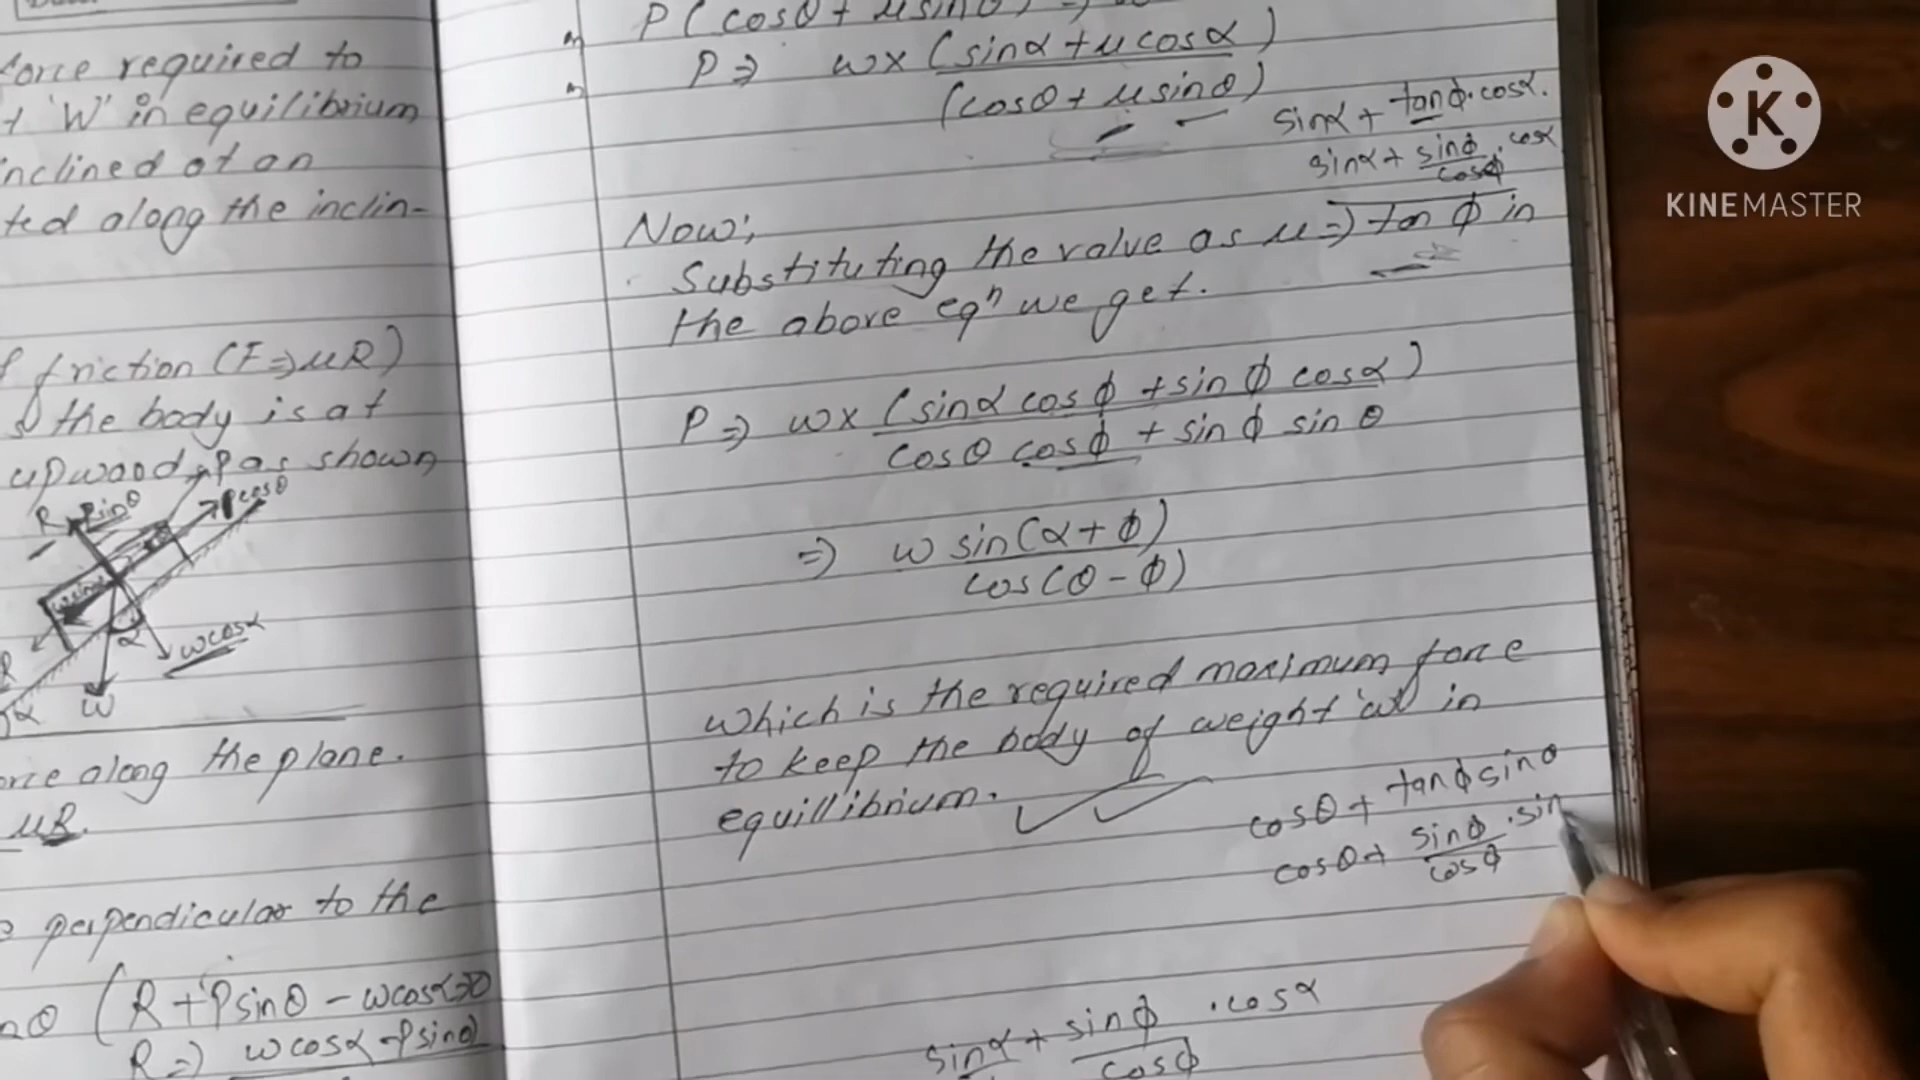 force required to
'W' in equilibrium
inclined at an
ted along the inclin-
friction (F⇒μR)
the body is at
upward, P as shown
R Psinθ Pcosθ
wsinα
α wcosα
α W
along the plane.
μR.
perpendicular to the
(R+Psinθ-wcosα⇒0
R⇒ wcosα-Psinθ
P(cosθ+μsinθ)⇒
P⇒ w×(sinα+μcosα)
(cosθ+μsinθ)
sinα+tanϕ.cosα.
sinα+sinϕ.cosα
cosϕ
Now;
Substituting the value as μ⇒tanϕ in
the above eqⁿ we get.
P⇒ w×(sinα cosϕ+sinϕ cosα)
cosθ cosϕ+sinϕ sinθ
⇒ w sin(α+ϕ)
cos(θ-ϕ)
which is the required maximum force
to keep the body of weight 'w' in
equillibrium.
cosθ+tanϕsinθ
cosθ+sinϕ.sin
cosϕ
sinα+sinϕ.cosα
cosϕ
K
KINEMASTER